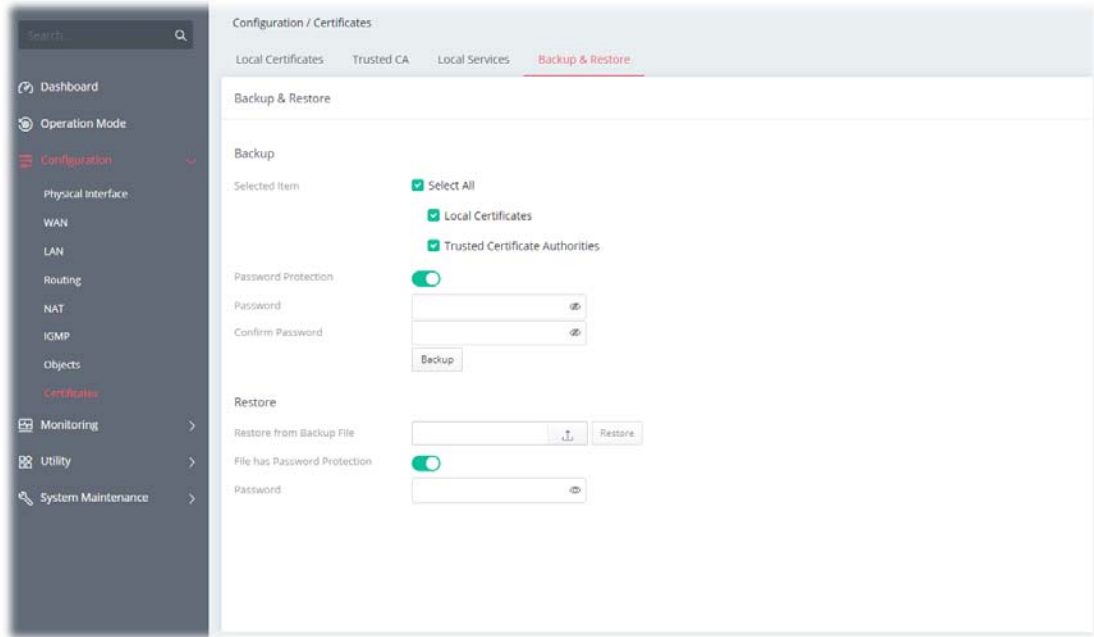 Search...
Dashboard
Operation Mode
Configuration
Physical Interface
WAN
LAN
Routing
NAT
IGMP
Objects
Certificates
Monitoring
Utility
System Maintenance
Configuration / Certificates
Local Certificates Trusted CA Local Services Backup & Restore
Backup & Restore
Backup
Selected Item Select All
Local Certificates
Trusted Certificate Authorities
Password Protection
Password
Confirm Password
Backup
Restore
Restore from Backup File Restore
File has Password Protection
Password